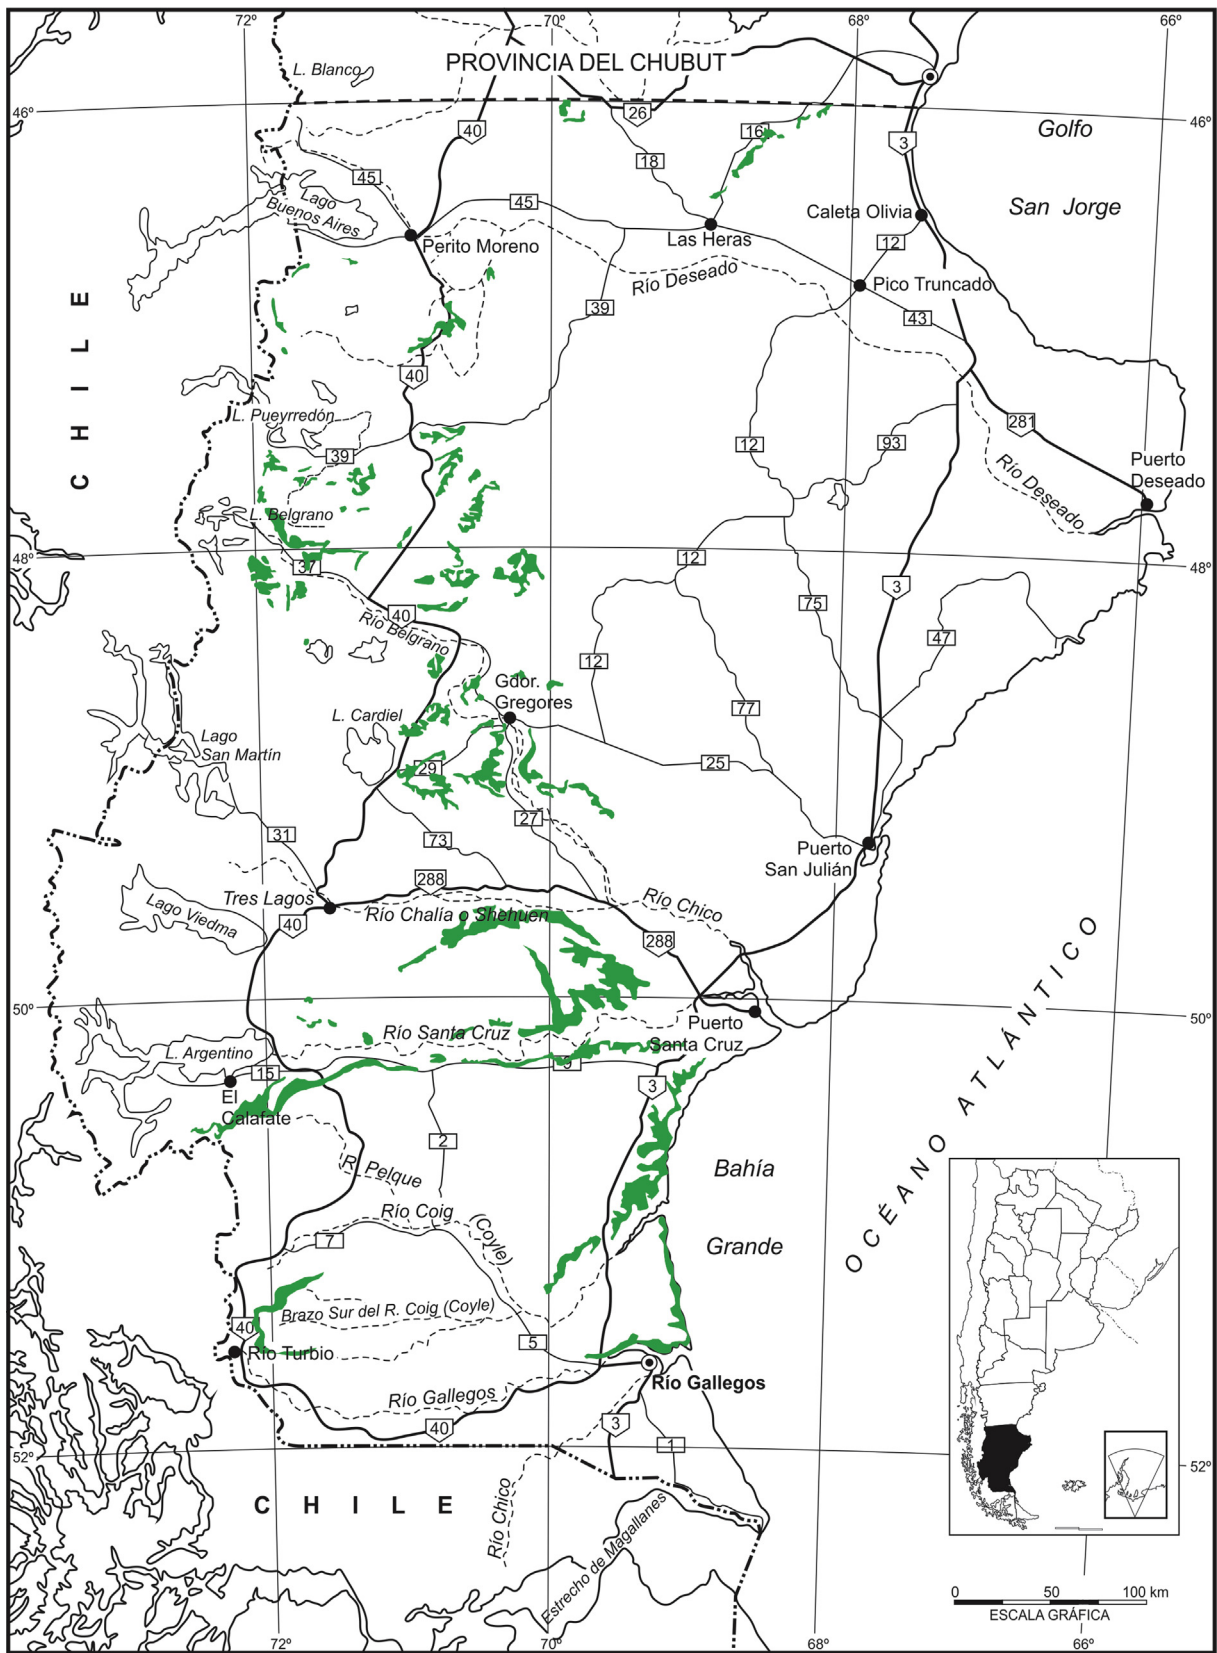 72º
70º
68º
66º
L. Blanco
PROVINCIA DEL CHUBUT
46º
46º
26
40
16
3
Golfo
18
45
Lago
Buenos Aires
45
San Jorge
Caleta Olivia
Perito Moreno
Las Heras
12
Río Deseado
Pico Truncado
CHILE
39
43
40
L. Pueyrredón
281
39
12
93
Puerto
Deseado
Río Deseado
L. Belgrano
48º
48º
37
12
3
40
75
Río Belgrano
47
12
Gdor.
Gregores
L. Cardiel
77
Lago
San Martín
29
25
27
31
73
Puerto
San Julián
288
Tres Lagos
Lago Viedma
Río Chalía o Shehuen
Río Chico
40
288
50º
50º
Río Santa Cruz
Puerto
Santa Cruz
L. Argentino
15
9
3
El
Calafate
OCÉANO ATLÁNTICO
2
R. Pelque
Bahía
Río Coig
(Coyle)
7
Grande
Brazo Sur del R. Coig (Coyle)
40
5
Río Turbio
Río Gallegos
Río Gallegos
40
3
1
52º
52º
CHILE
Río Chico
Estrecho de Magallanes
0
50
100 km
ESCALA GRÁFICA
72º
70º
68º
66º